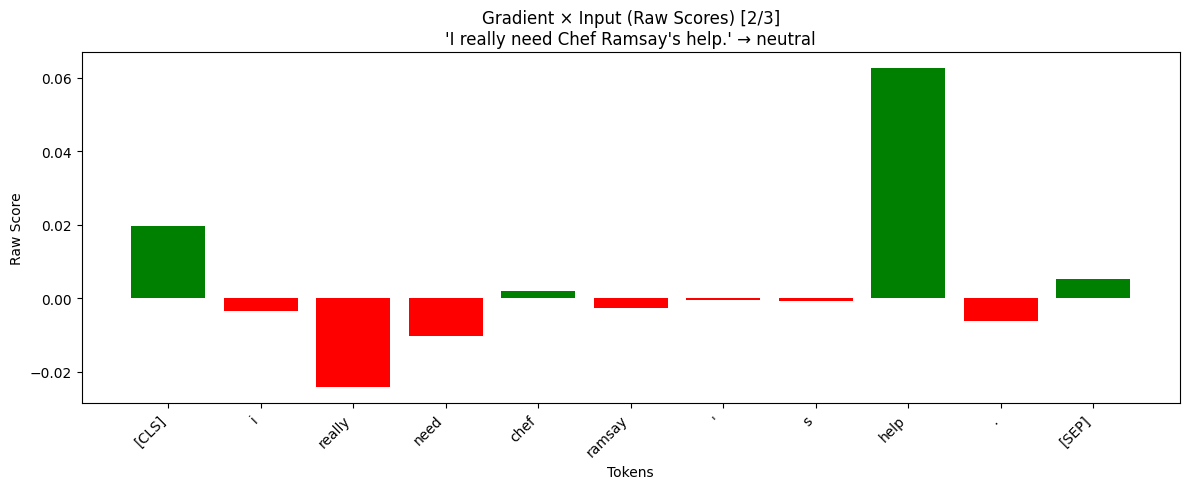 Gradient × Input (Raw Scores) [2/3]
'I really need Chef Ramsay's help.' → neutral
Raw Score
0.06
0.04
0.02
0.00
−0.02
[CLS]
i
really
need
chef
ramsay
'
s
help
.
[SEP]
Tokens